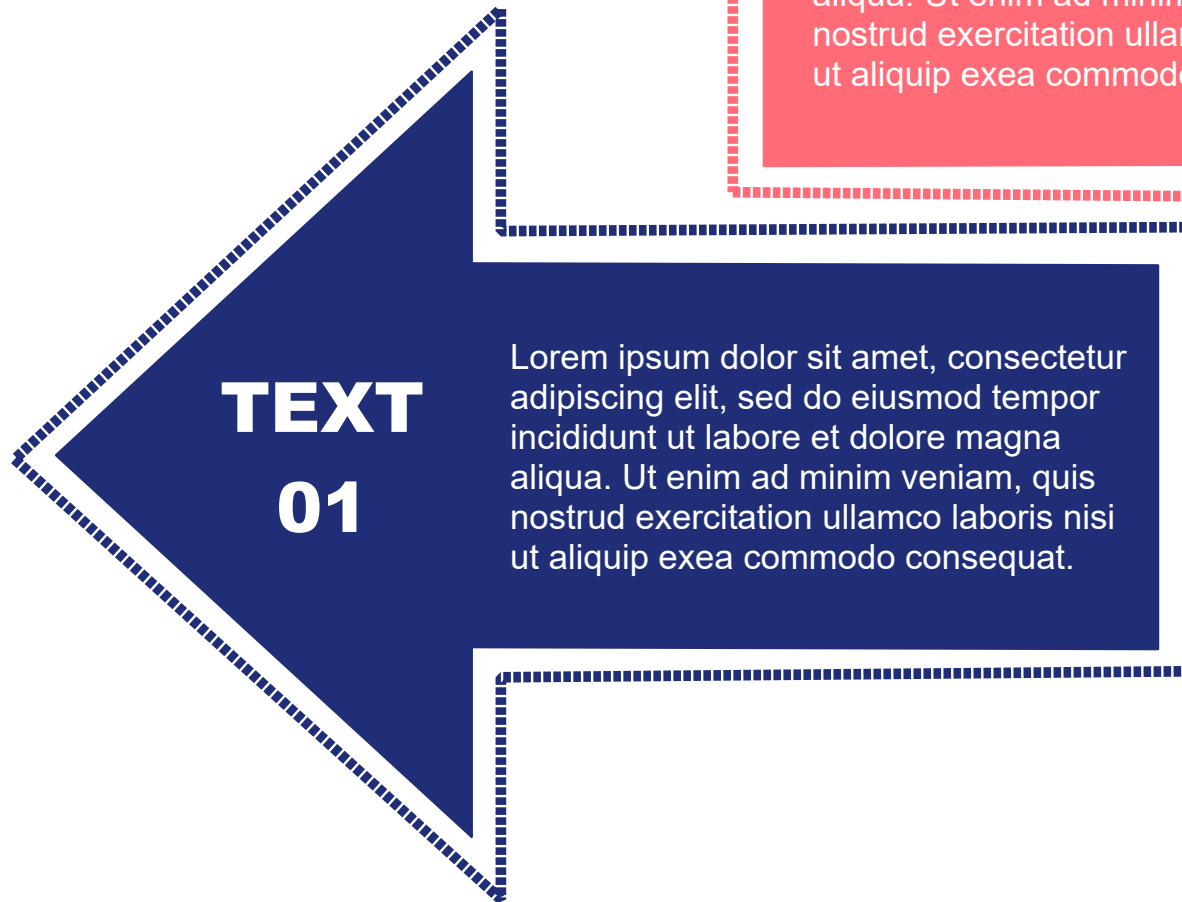 nostrud exercitation
ut aliquip exea
TEXT
01
Lorem ipsum dolor sit amet, consectetur
adipiscing elit, sed do eiusmod tempor
incididunt ut labore et dolore magna
aliqua. Ut enim ad minim veniam, quis
nostrud exercitation ullamco laboris nisi
ut aliquip exea commodo consequat.